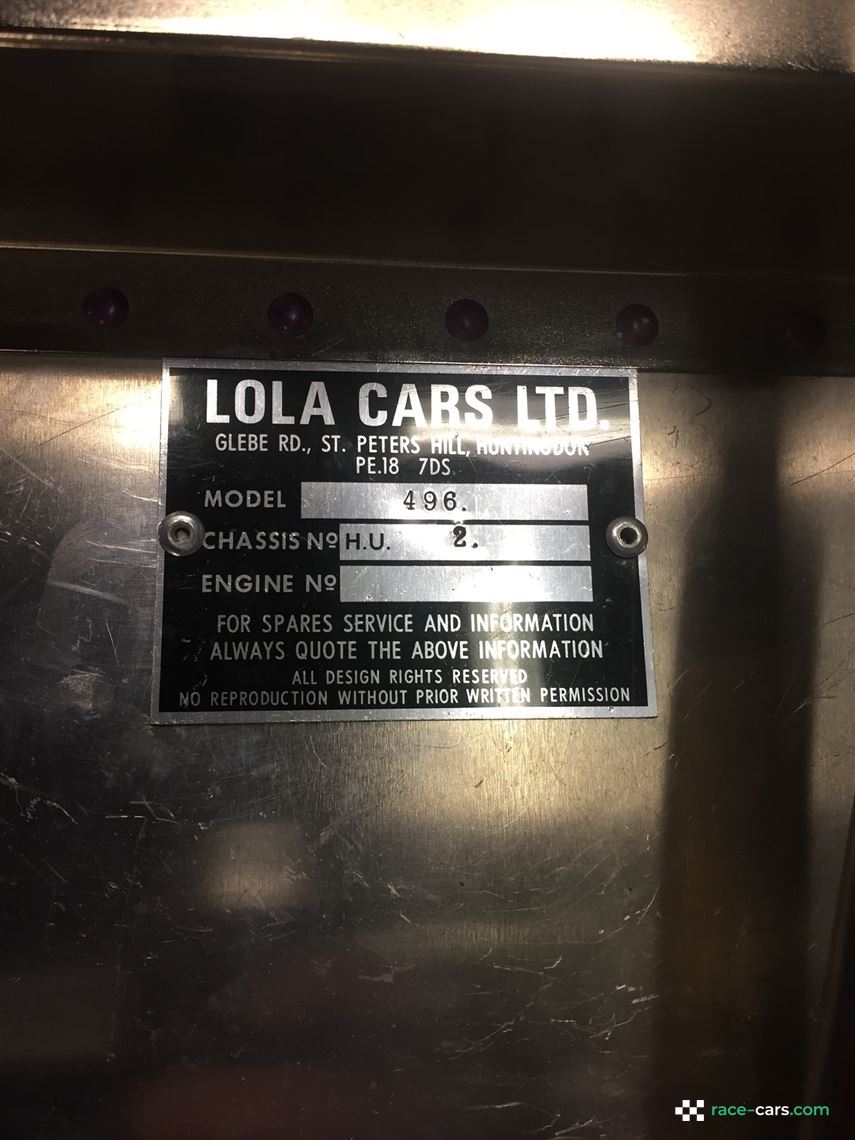 LOLA CARS LTD.
GLEBE RD., ST. PETERS HILL, HUNTINGDON
PE.18 7DS
MODEL 496.
CHASSIS Nº H.U. 2.
ENGINE Nº
FOR SPARES SERVICE AND INFORMATION
ALWAYS QUOTE THE ABOVE INFORMATION
ALL DESIGN RIGHTS RESERVED
NO REPRODUCTION WITHOUT PRIOR WRITTEN PERMISSION
race-cars.com